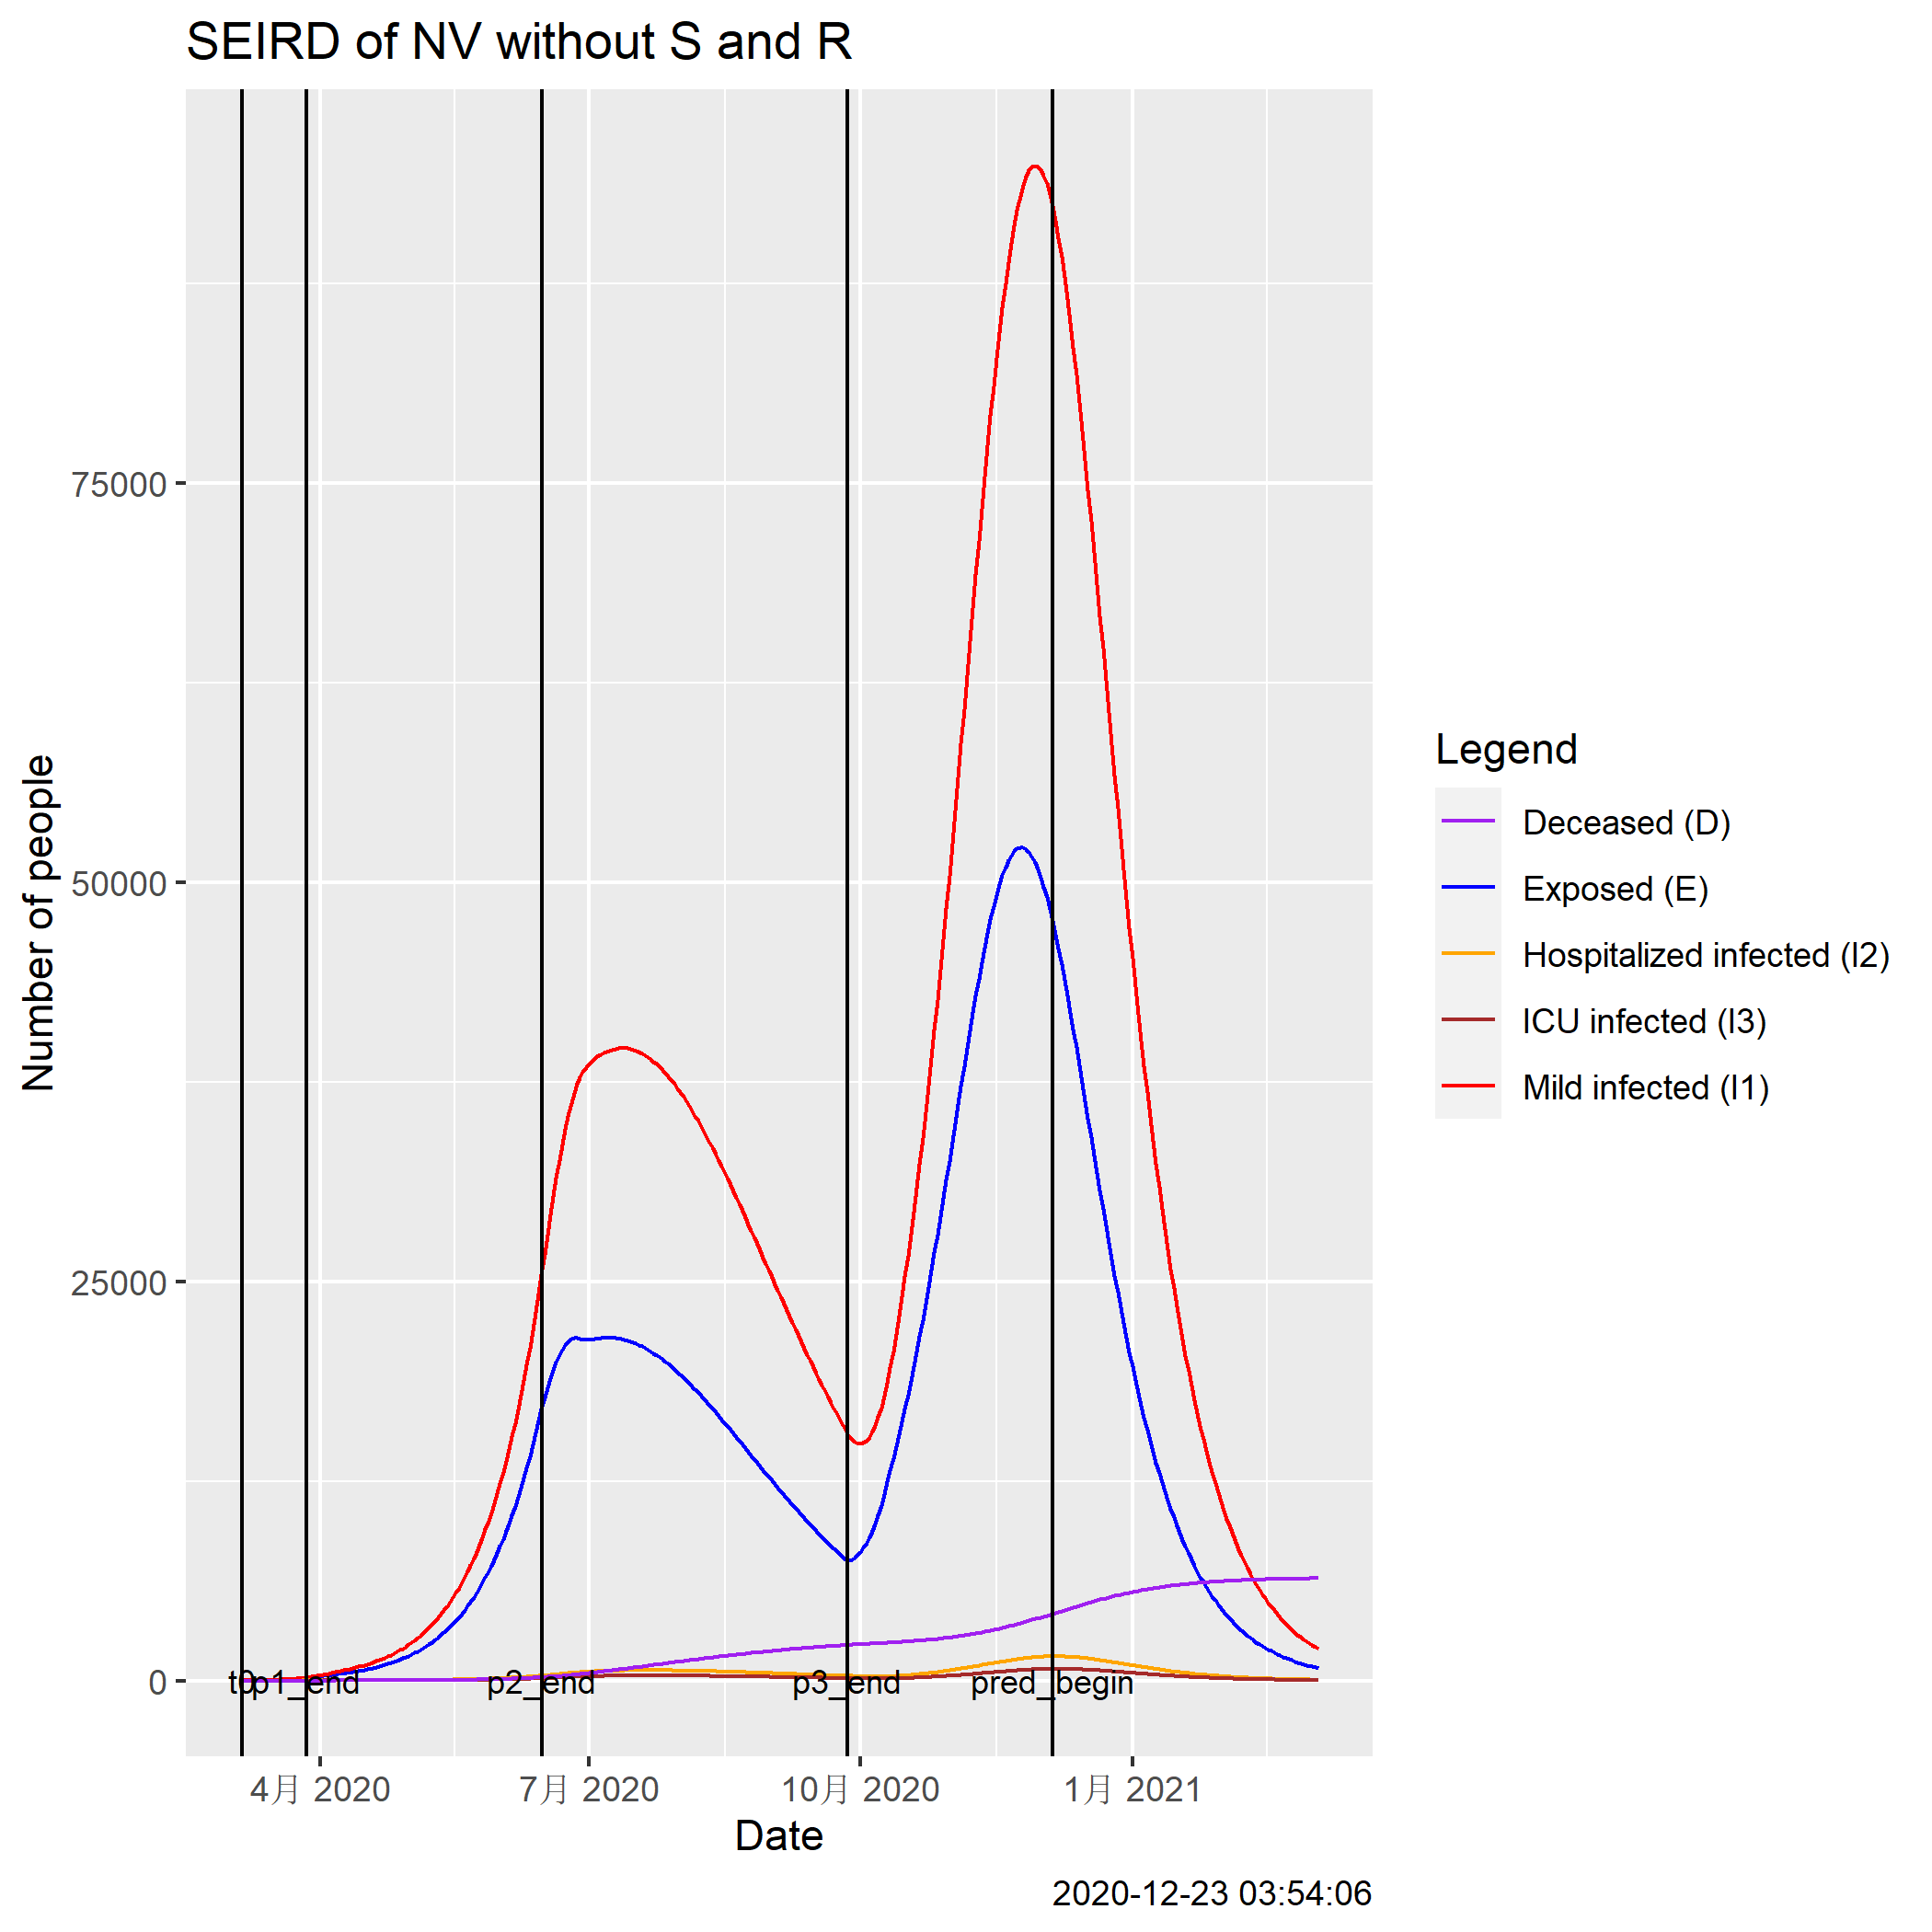 SEIRD of NV without S and R
Number of people
75000
50000
25000
0
t0
p1_end
p2_end
p3_end
pred_begin
4月 2020
7月 2020
10月 2020
1月 2021
Date
Legend
Deceased (D)
Exposed (E)
Hospitalized infected (I2)
ICU infected (I3)
Mild infected (I1)
2020-12-23 03:54:06